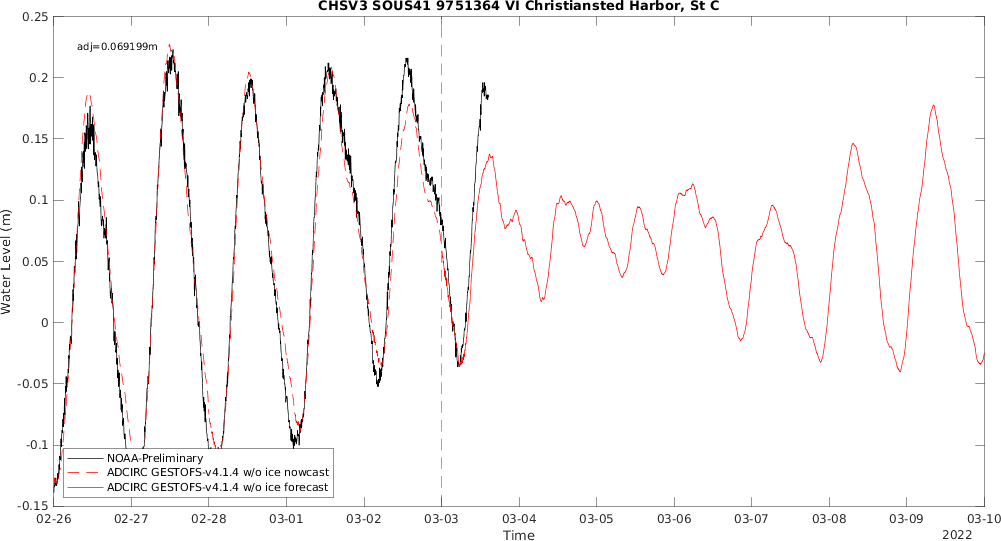 CHSV3 SOUS41 9751364 VI Christiansted Harbor, St C
0.25
adj=0.069199m
0.2
0.15
0.1
0.05
0
-0.05
-0.1
-0.15
Water Level (m)
NOAA-Preliminary
ADCIRC GESTOFS-v4.1.4 w/o ice nowcast
ADCIRC GESTOFS-v4.1.4 w/o ice forecast
02-26 02-27 02-28 03-01 03-02 03-03 03-04 03-05 03-06 03-07 03-08 03-09 03-10
Time
2022